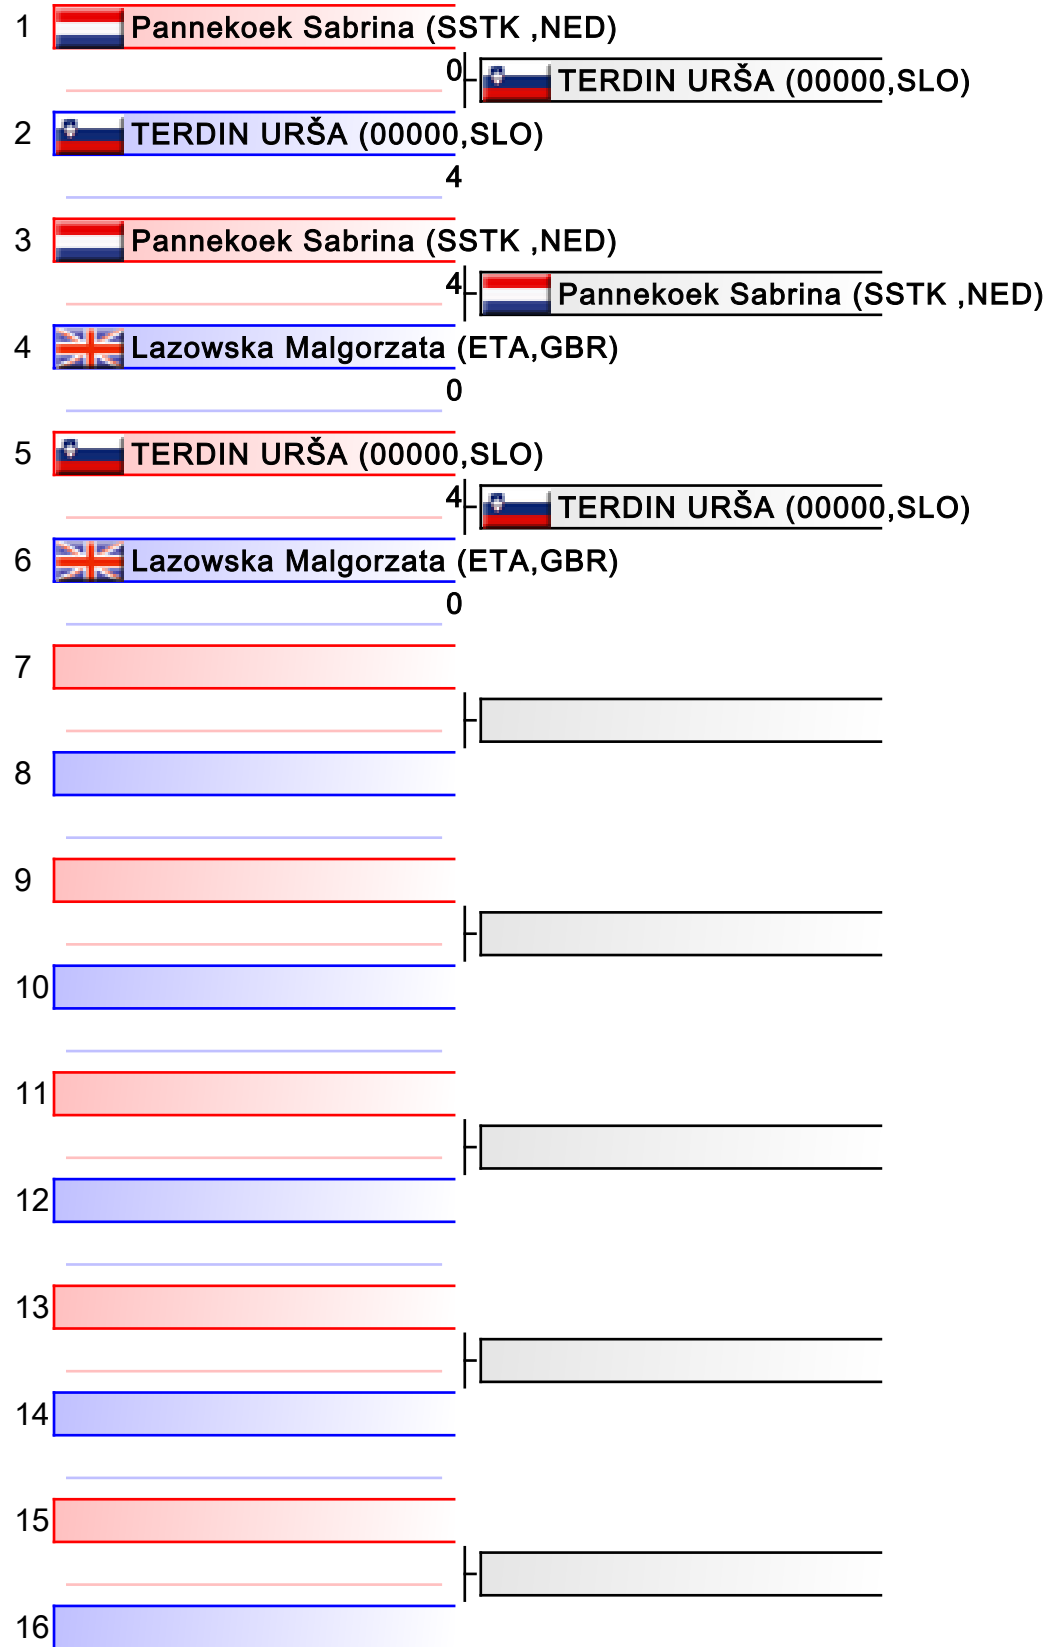 1 Pannekoek Sabrina (SSTK ,NED)
0 TERDIN URŠA (00000,SLO)
2 TERDIN URŠA (00000,SLO)
4
3 Pannekoek Sabrina (SSTK ,NED)
4 Pannekoek Sabrina (SSTK ,NED)
4 Lazowska Malgorzata (ETA,GBR)
0
5 TERDIN URŠA (00000,SLO)
4 TERDIN URŠA (00000,SLO)
6 Lazowska Malgorzata (ETA,GBR)
0
7
8
9
10
11
12
13
14
15
16